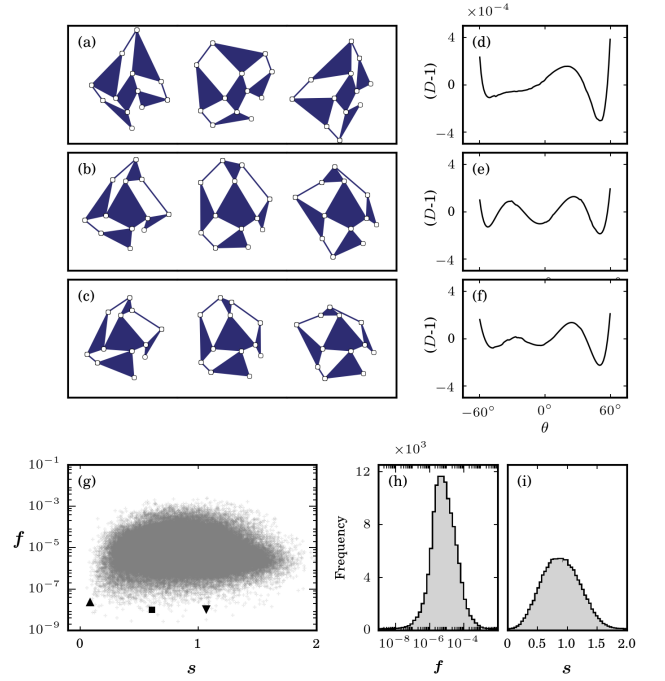 ×10⁻⁴
(a)
(d)
4
0
−4
(D-1)
(b)
(e)
4
0
−4
(D-1)
(c)
(f)
4
0
−4
(D-1)
−60° 0° 60°
θ
×10³
(g)
10⁻¹
10⁻³
10⁻⁵
10⁻⁷
10⁻⁹
f
0 1 2
s
(h)
12
8
4
0
Frequency
10⁻⁸ 10⁻⁶ 10⁻⁴
f
(i)
0 0.5 1.0 1.5 2.0
s